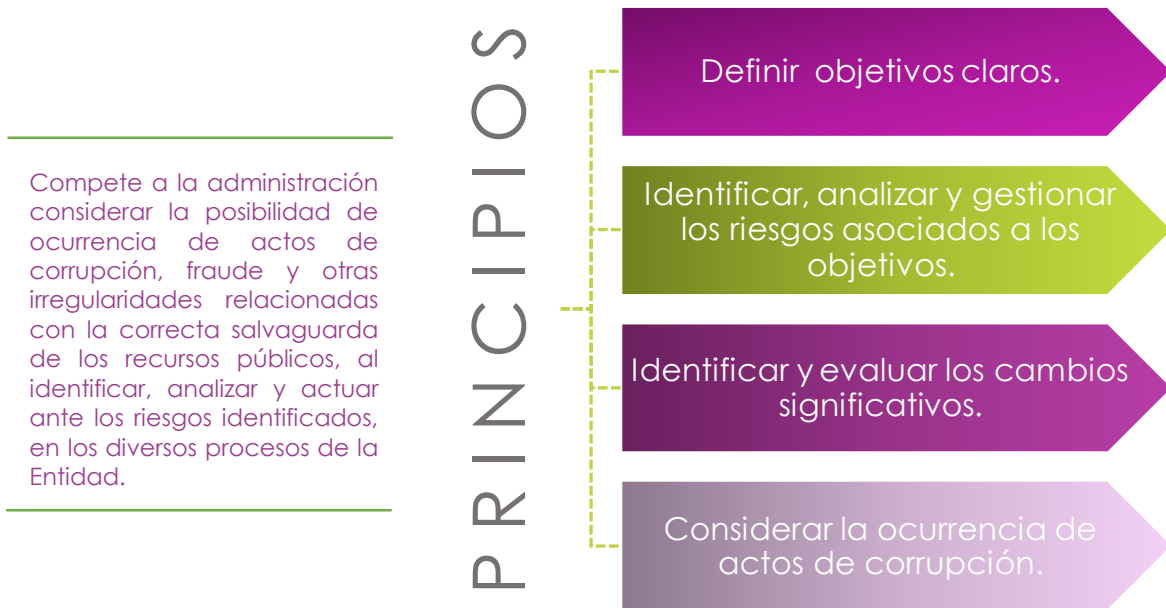 Compete a la administración
considerar la posibilidad de
ocurrencia de actos de
corrupción, fraude y otras
irregularidades relacionadas
con la correcta salvaguarda
de los recursos públicos, al
identificar, analizar y actuar
ante los riesgos identificados,
en los diversos procesos de la
Entidad.
PRINCIPIOS
Definir objetivos claros.
Identificar, analizar y gestionar
los riesgos asociados a los
objetivos.
Identificar y evaluar los cambios
significativos.
Considerar la ocurrencia de
actos de corrupción.